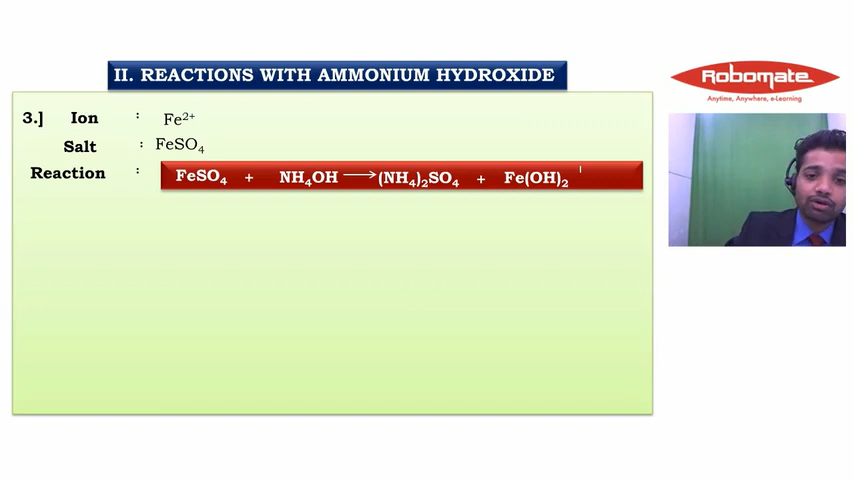 II. REACTIONS WITH AMMONIUM HYDROXIDE
Robomate
Anytime, Anywhere, e-Learning
3.] Ion : Fe²⁺
Salt : FeSO₄
Reaction : FeSO₄ + NH₄OH ⟶ (NH₄)₂SO₄ + Fe(OH)₂